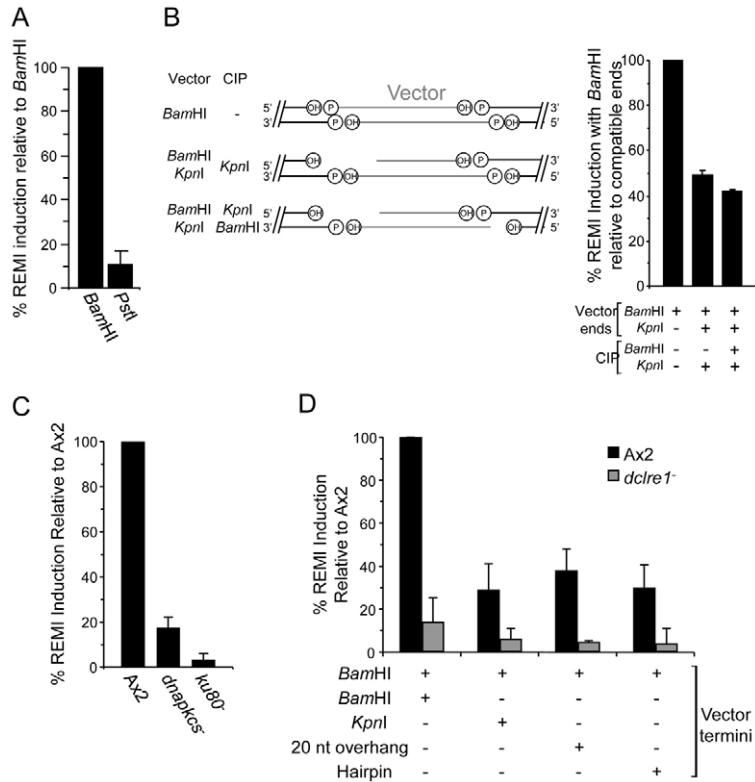 A
% REMI induction relative to BamHI
100
80
60
40
20
10
0
BamHI
PstI
B
Vector CIP
Vector
BamHI -
5' OH P OH P 3'
3' P OH P OH 5'
BamHI
KpnI KpnI
5' OH OH P 3'
3' P OH P OH 5'
BamHI KpnI
KpnI BamHI
5' OH OH P 3'
3' P OH OH 5'
% REMI Induction with BamHI
relative to compatible ends
100
80
60
40
20
0
Vector ends
BamHI + + +
KpnI - + +
CIP
BamHI - - +
KpnI - + +
C
% REMI Induction Relative to Ax2
100
80
60
40
20
0
Ax2
dnapkcs-
ku80-
D
% REMI Induction
Relative to Ax2
100
80
60
40
20
0
Ax2
dclre1-
BamHI + + + +
BamHI + - - -
KpnI - + - -
20 nt overhang - - + -
Hairpin - - - +
Vector
termini